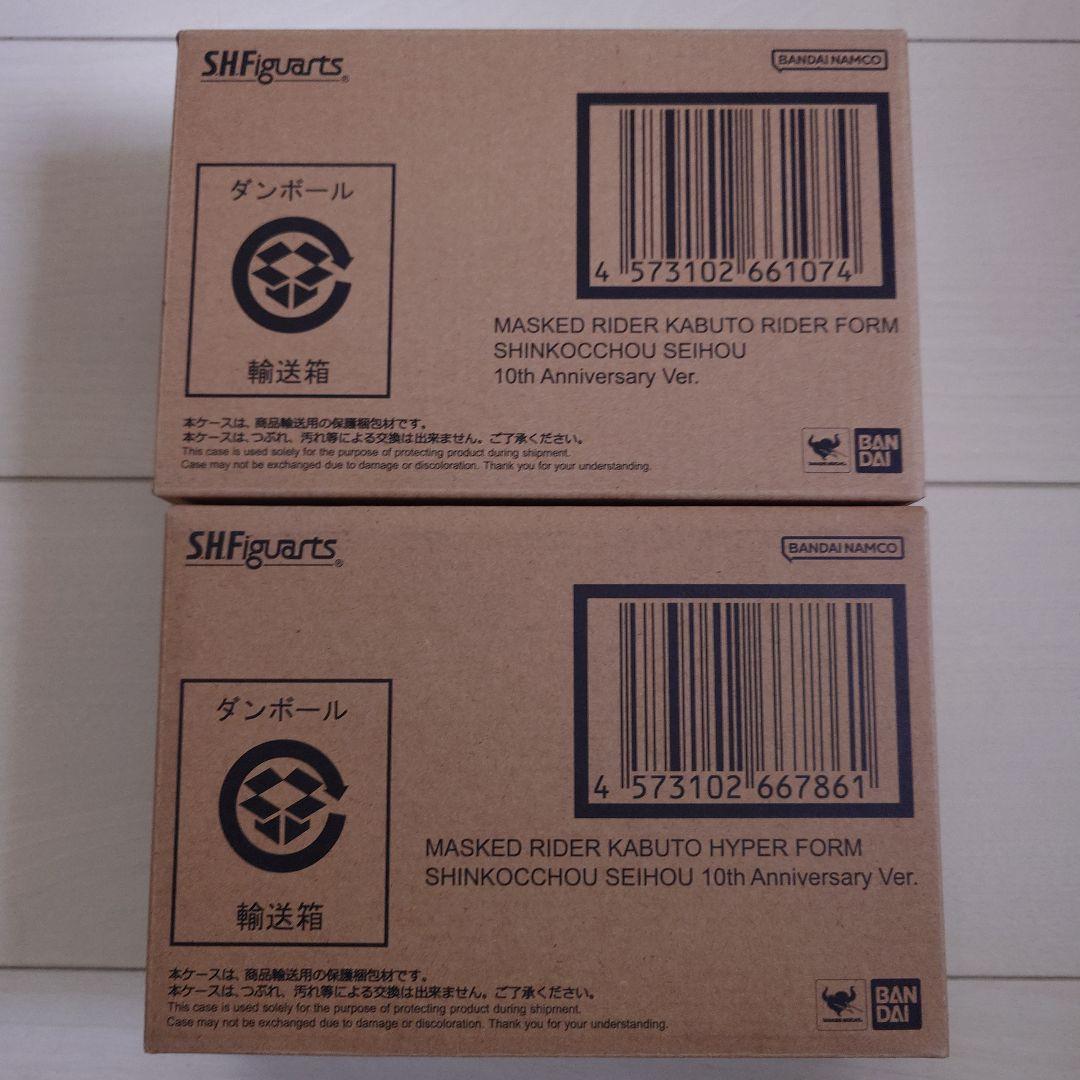 S.H.Figuarts®
BANDAI NAMCO
ダンボール
輸送箱
4 573102 661074
MASKED RIDER KABUTO RIDER FORM
SHINKOCCHOU SEIHOU
10th Anniversary Ver.
本ケースは、商品輸送用の保護梱包材です。
本ケースは、つぶれ、汚れ等による交換は出来ません。ご了承ください。
This case is used solely for the purpose of protecting product during shipment.
Case may not be exchanged due to damage or discoloration. Thank you for your understanding.
BAN
DAI
S.H.Figuarts®
BANDAI NAMCO
ダンボール
輸送箱
4 573102 667861
MASKED RIDER KABUTO HYPER FORM
SHINKOCCHOU SEIHOU 10th Anniversary Ver.
本ケースは、商品輸送用の保護梱包材です。
本ケースは、つぶれ、汚れ等による交換は出来ません。ご了承ください。
This case is used solely for the purpose of protecting product during shipment.
Case may not be exchanged due to damage or discoloration. Thank you for your understanding.
BAN
DAI